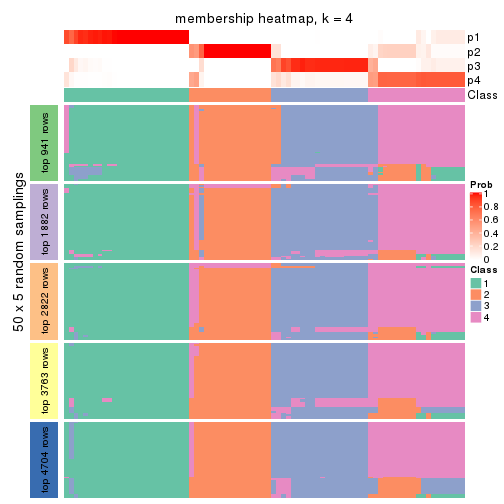 membership heatmap, k = 4
p1
p2
p3
p4
Class
50 x 5 random samplings
top 941 rows
top 1882 rows
top 2822 rows
top 3763 rows
top 4704 rows
Prob
1
0.8
0.6
0.4
0.2
0
Class
1
2
3
4